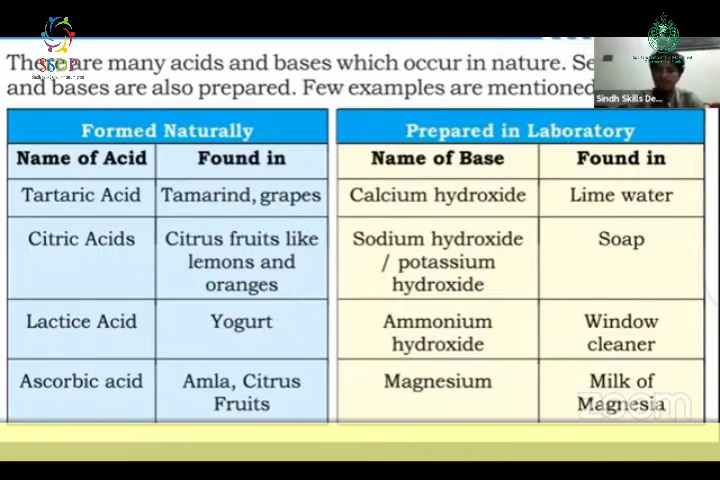 There are many acids and bases which occur in nature.
and bases are also prepared. Few examples are mentioned
SSDP
Sindh Skills De...
Formed Naturally
Name of Acid Found in
Tartaric Acid Tamarind, grapes
Citric Acids Citrus fruits like
lemons and
oranges
Lactice Acid Yogurt
Ascorbic acid Amla, Citrus
Fruits
Prepared in Laboratory
Name of Base Found in
Calcium hydroxide Lime water
Sodium hydroxide Soap
/ potassium
hydroxide
Ammonium Window
hydroxide cleaner
Magnesium Milk of
Magnesia
zoom